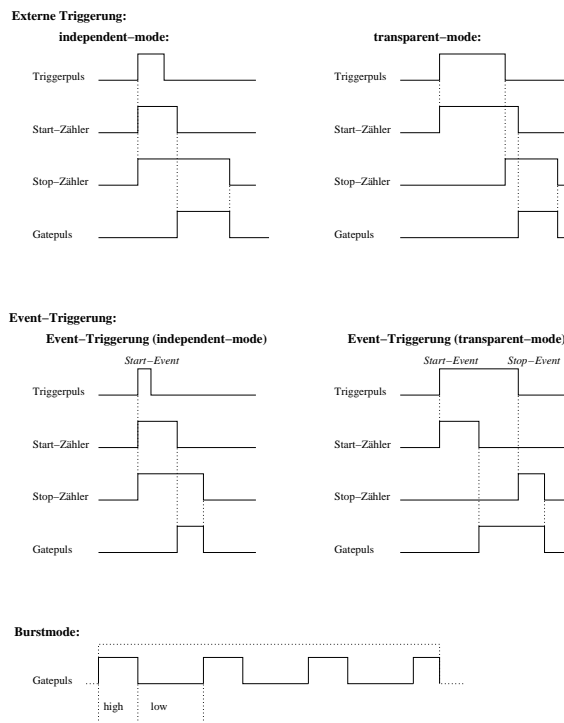 Externe Triggerung:
independent−mode:
Triggerpuls
Start−Zähler
Stop−Zähler
Gatepuls
transparent−mode:
Triggerpuls
Start−Zähler
Stop−Zähler
Gatepuls
Event−Triggerung:
Event−Triggerung (independent−mode)
Start−Event
Triggerpuls
Start−Zähler
Stop−Zähler
Gatepuls
Event−Triggerung (transparent−mode)
Start−Event Stop−Event
Triggerpuls
Start−Zähler
Stop−Zähler
Gatepuls
Burstmode:
Gatepuls
high low